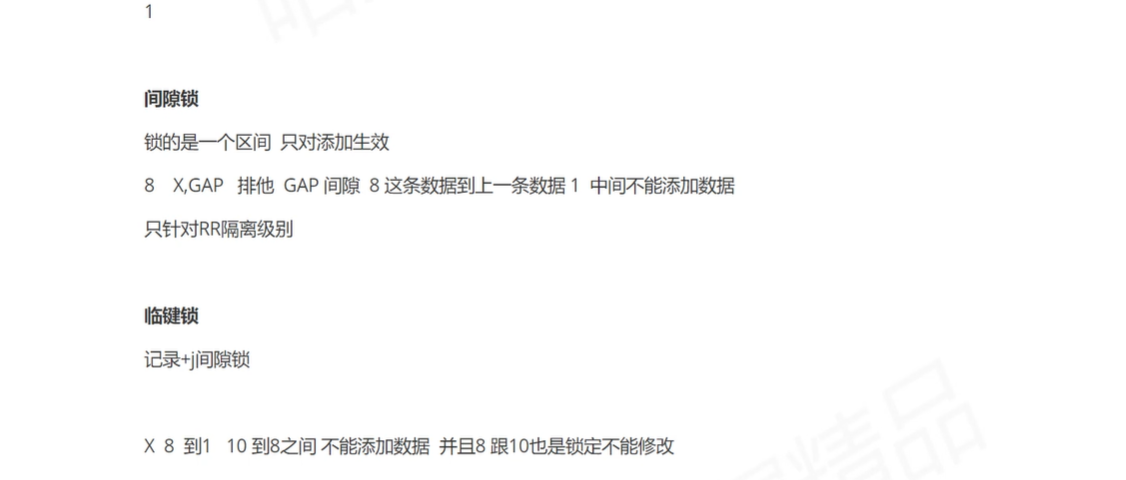 1
间隙锁
锁的是一个区间 只对添加生效
8 X,GAP 排他 GAP 间隙 8 这条数据到上一条数据 1 中间不能添加数据
只针对RR隔离级别
临键锁
记录+j间隙锁
X 8 到1 10 到8之间 不能添加数据 并且8 跟10也是锁定不能修改
精品